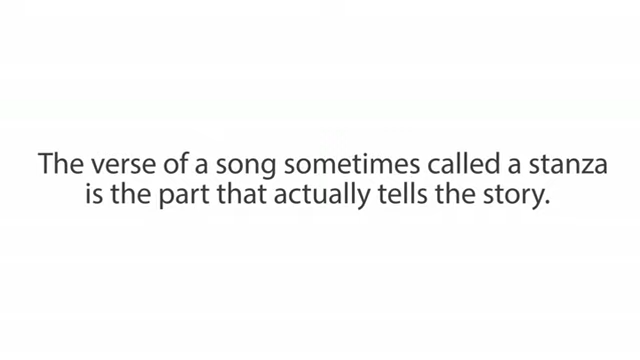 The verse of a song sometimes called a stanza
is the part that actually tells the story.